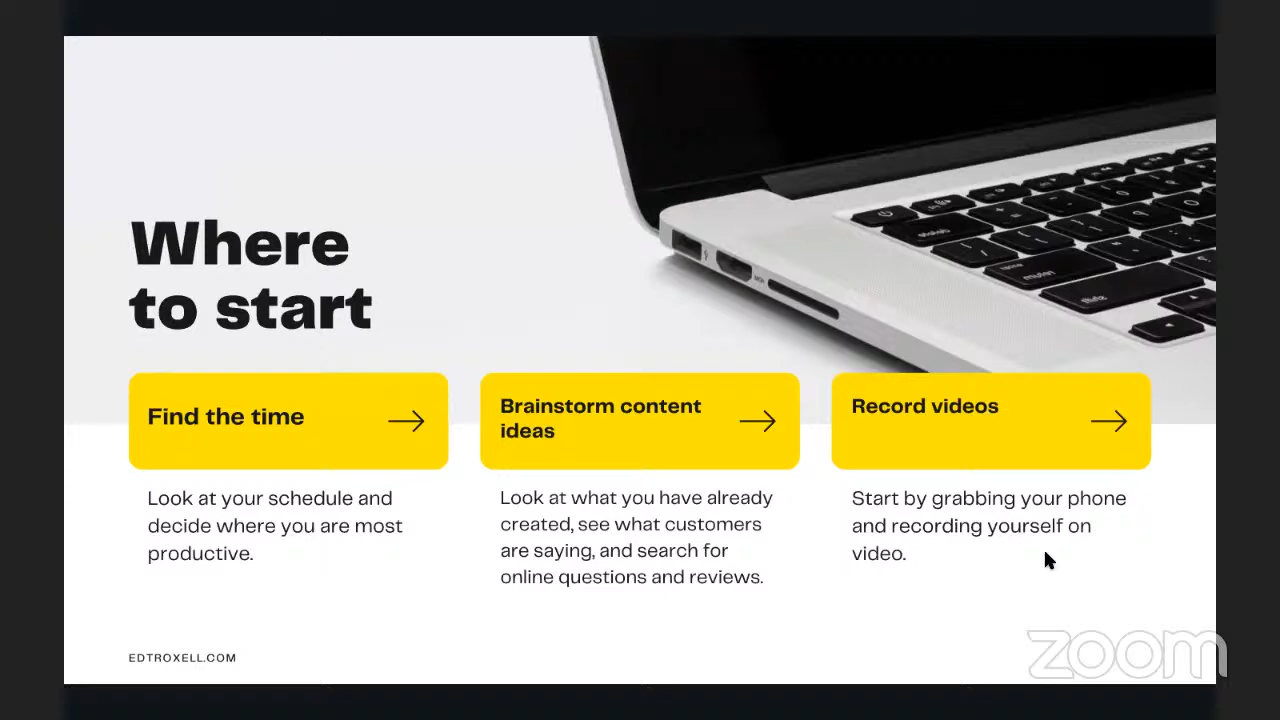 Where
to start
Find the time
Look at your schedule and
decide where you are most
productive.
Brainstorm content
ideas
Look at what you have already
created, see what customers
are saying, and search for
online questions and reviews.
Record videos
Start by grabbing your phone
and recording yourself on
video.
EDTROXELL.COM
zoom